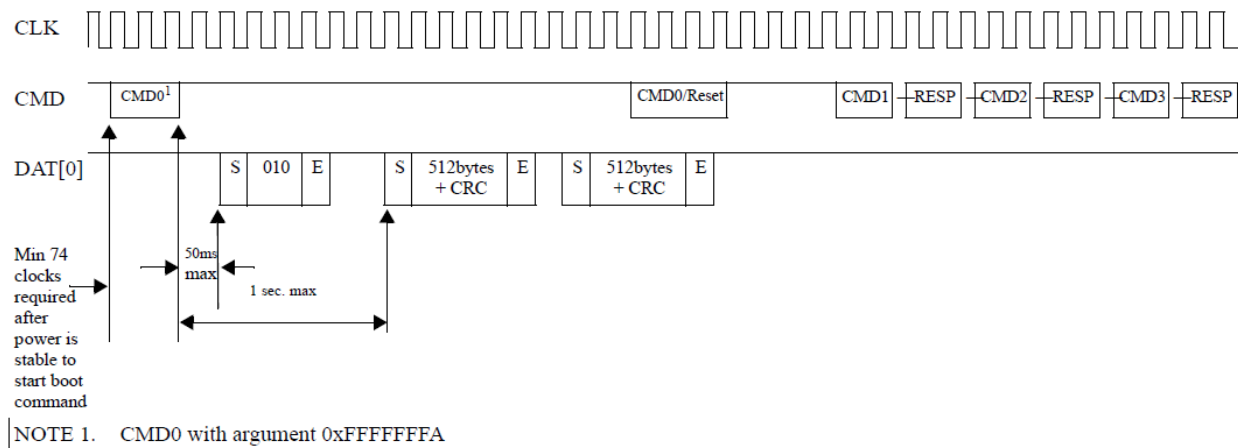 CLK
CMD
CMD0¹
CMD0/Reset
CMD1
RESP
CMD2
RESP
CMD3
RESP
DAT[0]
S
010
E
S
512bytes
+ CRC
E
S
512bytes
+ CRC
E
Min 74
clocks
required
after
power is
stable to
start boot
command
50ms
max
1 sec. max
NOTE 1. CMD0 with argument 0xFFFFFFFA